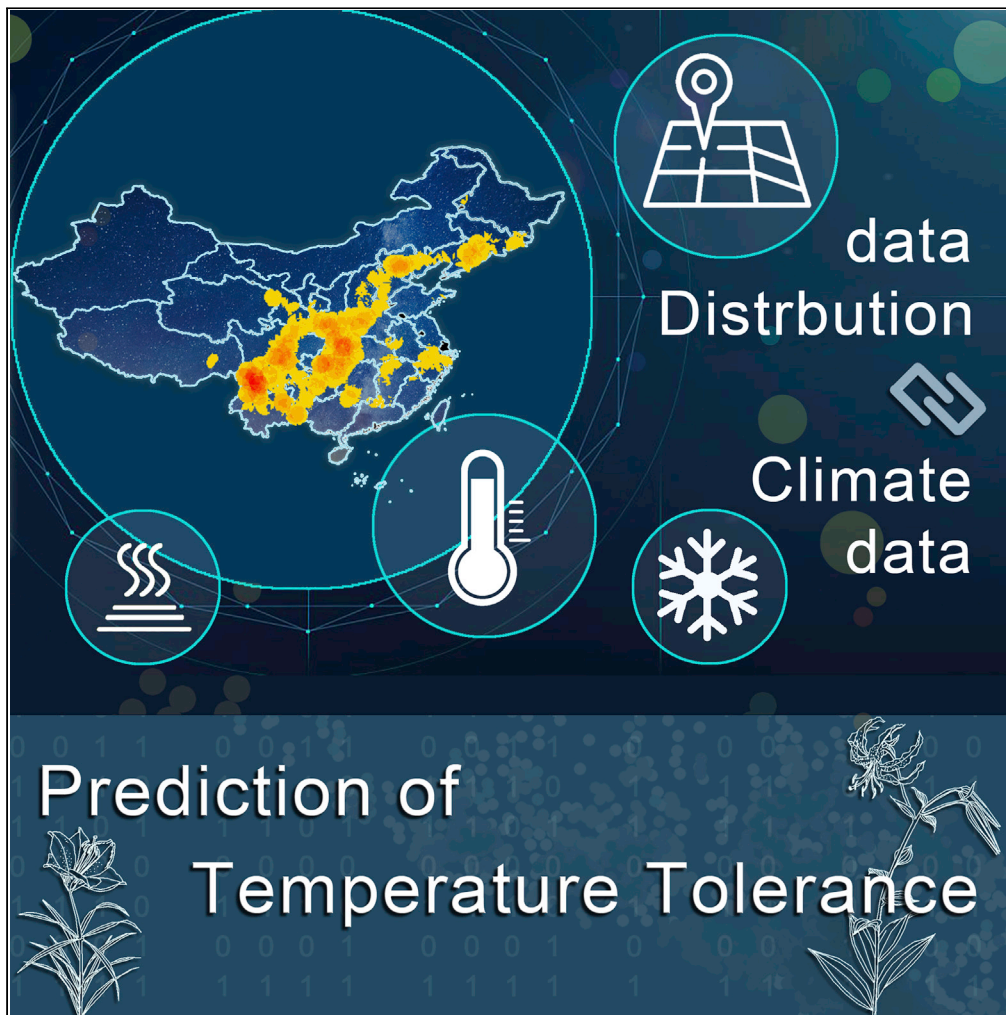 data
Distrbution
Climate
data
Prediction of
Temperature Tolerance